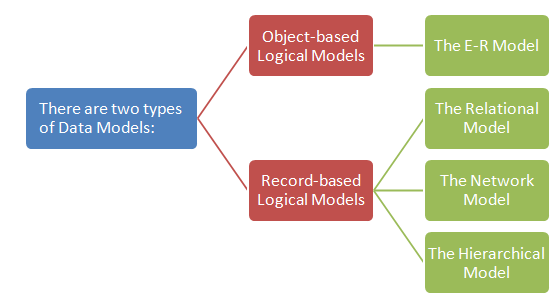 There are two types
of Data Models:
Object-based
Logical Models
The E-R Model
Record-based
Logical Models
The Relational
Model
The Network
Model
The Hierarchical
Model